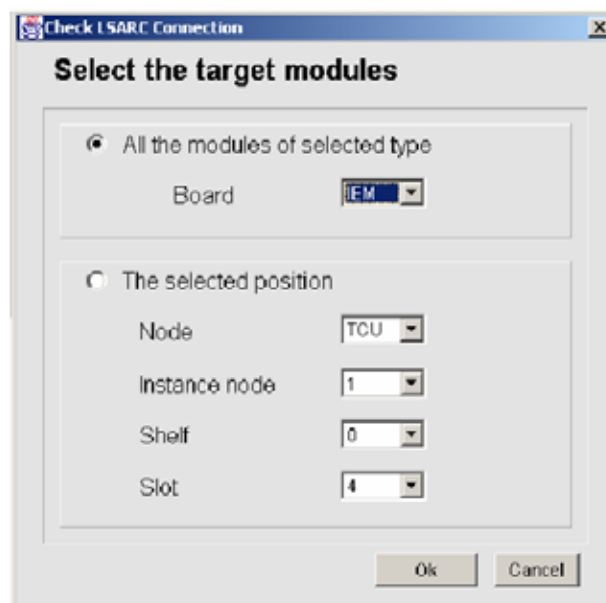 Check LSARC Connection
Select the target modules
All the modules of selected type
Board IEM
The selected position
Node TCU
Instance node 1
Shelf 0
Slot 4
Ok Cancel